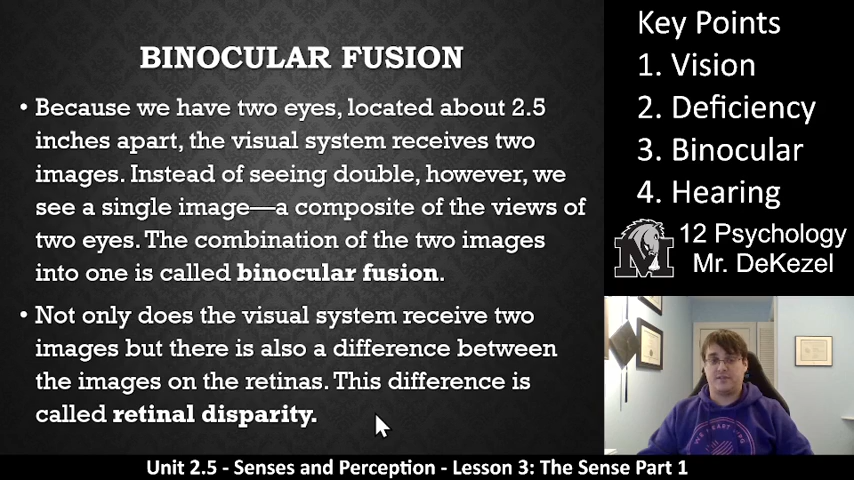 BINOCULAR FUSION
• Because we have two eyes, located about 2.5
inches apart, the visual system receives two
images. Instead of seeing double, however, we
see a single image—a composite of the views of
two eyes. The combination of the two images
into one is called binocular fusion.
• Not only does the visual system receive two
images but there is also a difference between
the images on the retinas. This difference is
called retinal disparity.
Key Points
1. Vision
2. Deficiency
3. Binocular
4. Hearing
12 Psychology
Mr. DeKezel
Unit 2.5 - Senses and Perception - Lesson 3: The Sense Part 1